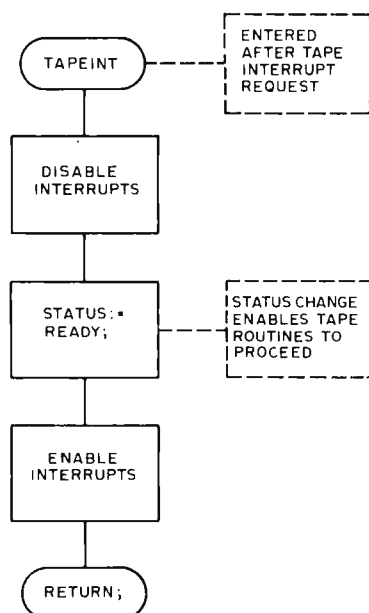 TAPEINT
ENTERED
AFTER TAPE
INTERRUPT
REQUEST
DISABLE
INTERRUPTS
STATUS:=
READY;
STATUS CHANGE
ENABLES TAPE
ROUTINES TO
PROCEED
ENABLE
INTERRUPTS
RETURN;